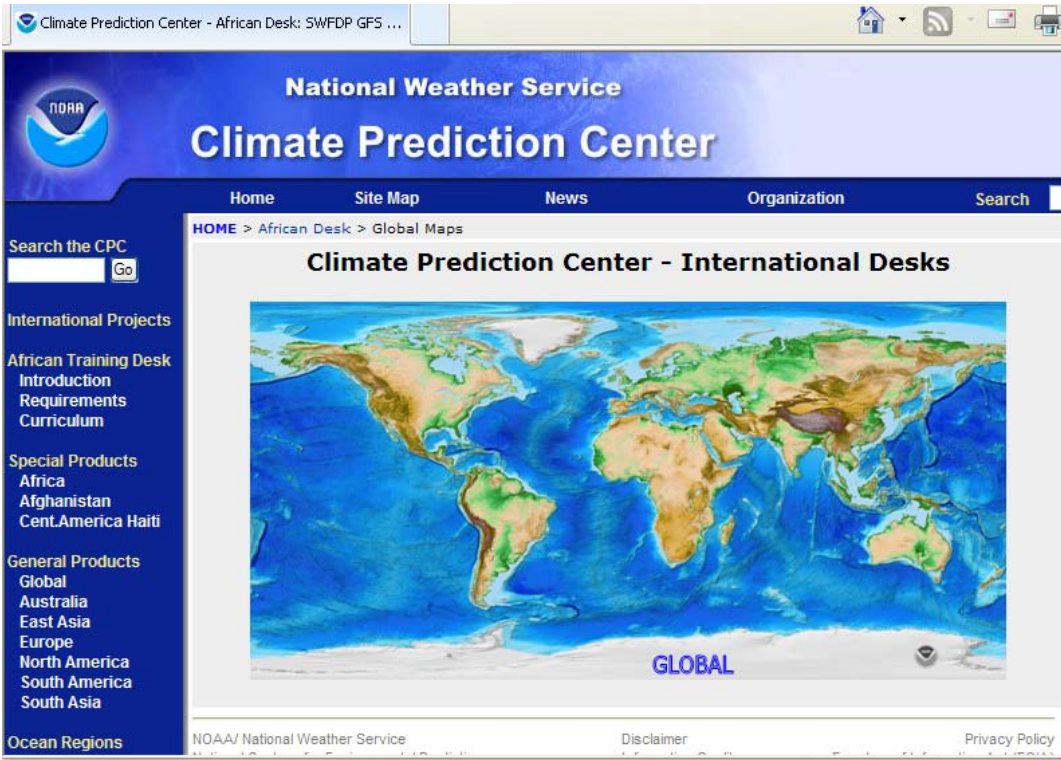 Climate Prediction Center - African Desk: SWFDP GFS ...
NOAA
National Weather Service
Climate Prediction Center
Home Site Map News Organization Search
HOME > African Desk > Global Maps
Search the CPC
Go
Climate Prediction Center - International Desks
International Projects
African Training Desk
Introduction
Requirements
Curriculum
Special Products
Africa
Afghanistan
Cent.America Haiti
General Products
Global
Australia
East Asia
Europe
North America
South America
South Asia
Ocean Regions
GLOBAL
NOAA/ National Weather Service Disclaimer Privacy Policy